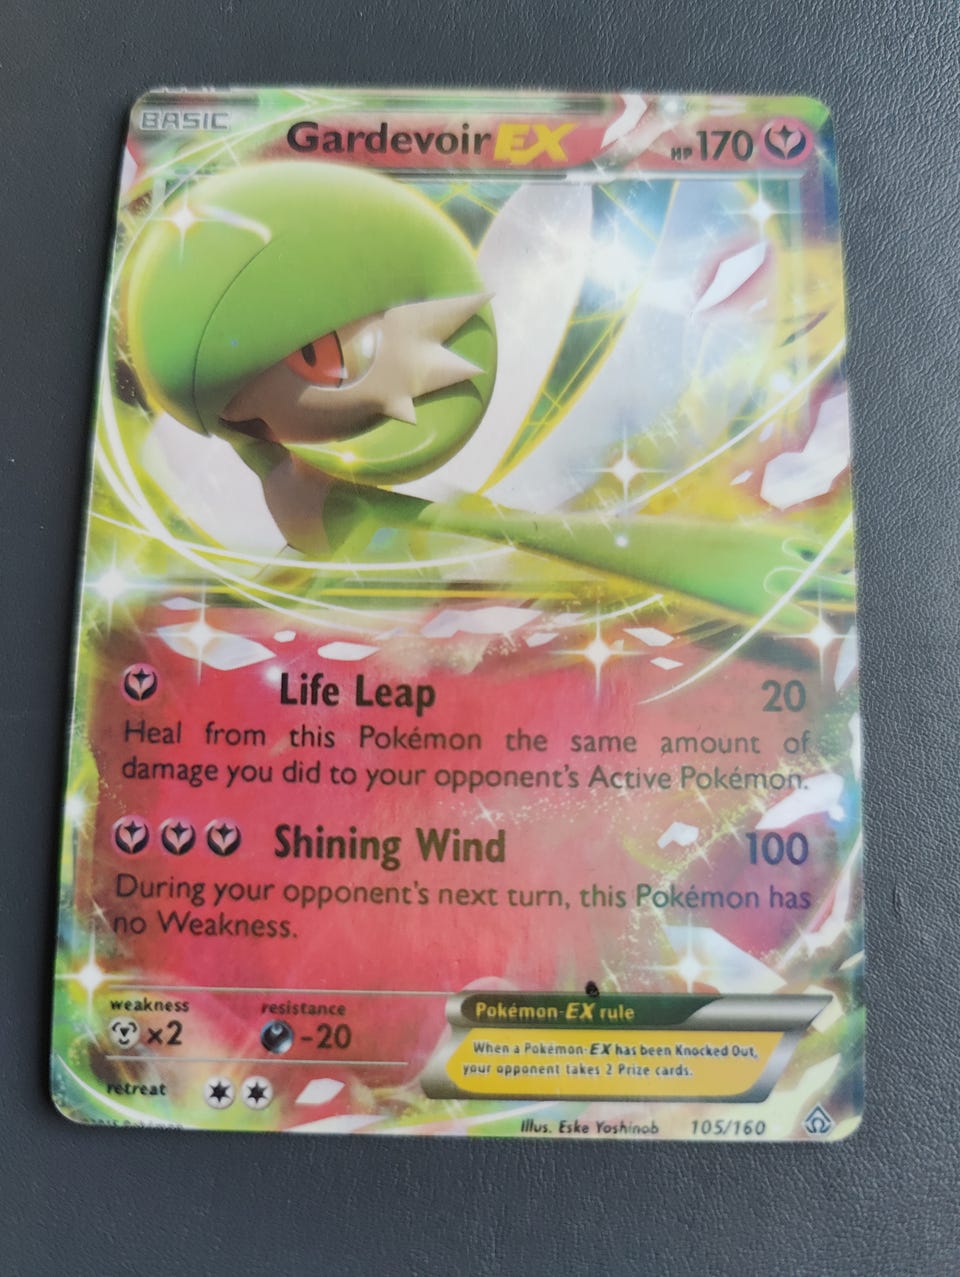 BASIC
Gardevoir EX HP 170
Life Leap 20
Heal from this Pokémon the same amount of
damage you did to your opponent's Active Pokémon.
Shining Wind 100
During your opponent's next turn, this Pokémon has
no Weakness.
weakness resistance
x2 -20
Pokémon-EX rule
When a Pokémon-EX has been Knocked Out,
your opponent takes 2 Prize cards.
retreat
Illus. Eske Yoshinob 105/160